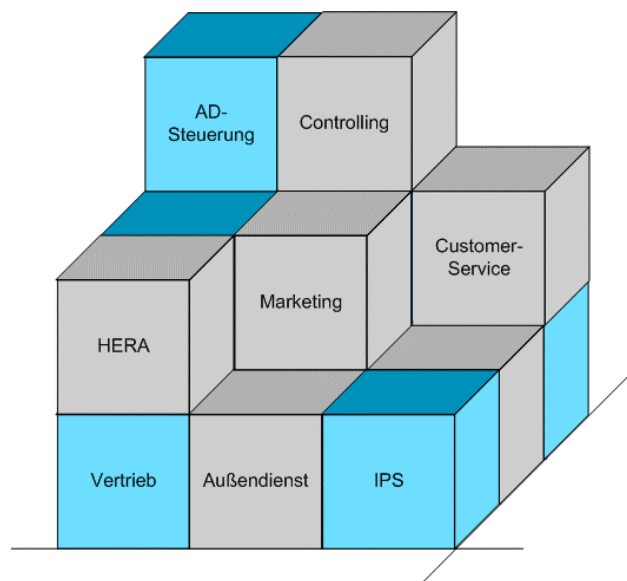 AD-
Steuerung
Controlling
Customer-
Service
Marketing
HERA
Vertrieb
Außendienst
IPS